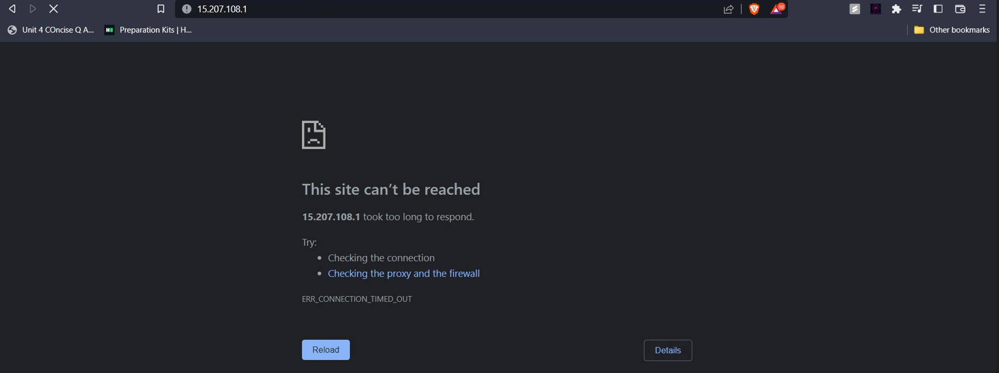 15.207.108.1
10
Unit 4 COncise Q A...
Preparation Kits | H...
Other bookmarks
This site can't be reached
15.207.108.1 took too long to respond.
Try:
• Checking the connection
• Checking the proxy and the firewall
ERR_CONNECTION_TIMED_OUT
Reload
Details